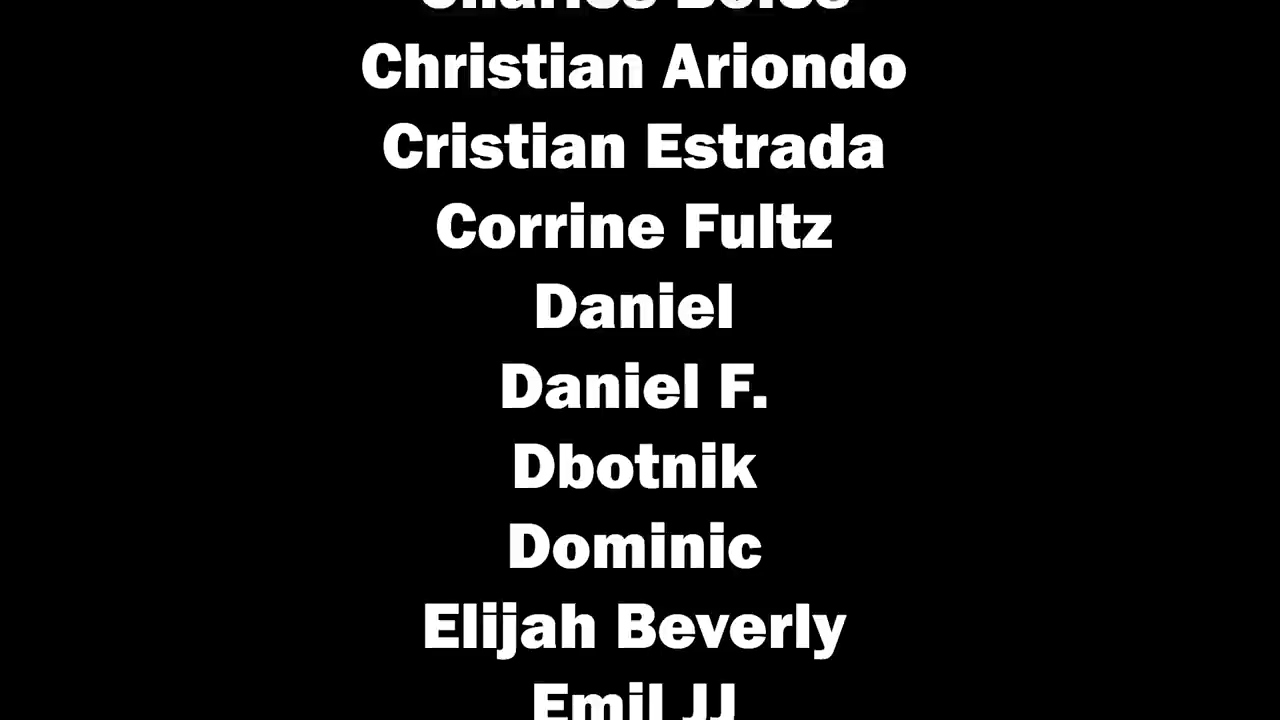 Charles Boles
Christian Ariondo
Cristian Estrada
Corrine Fultz
Daniel
Daniel F.
Dbotnik
Dominic
Elijah Beverly
Emil JJ